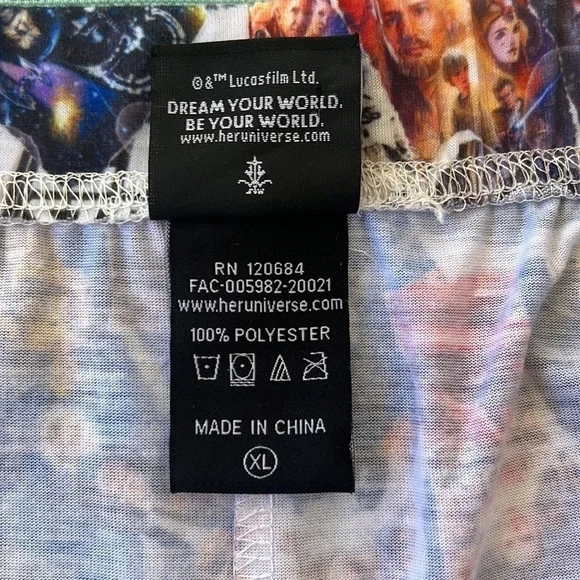 ©&™ Lucasfilm Ltd.
DREAM YOUR WORLD.
BE YOUR WORLD.
www.heruniverse.com
RN 120684
FAC-005982-20021
www.heruniverse.com
100% POLYESTER
MADE IN CHINA
XL